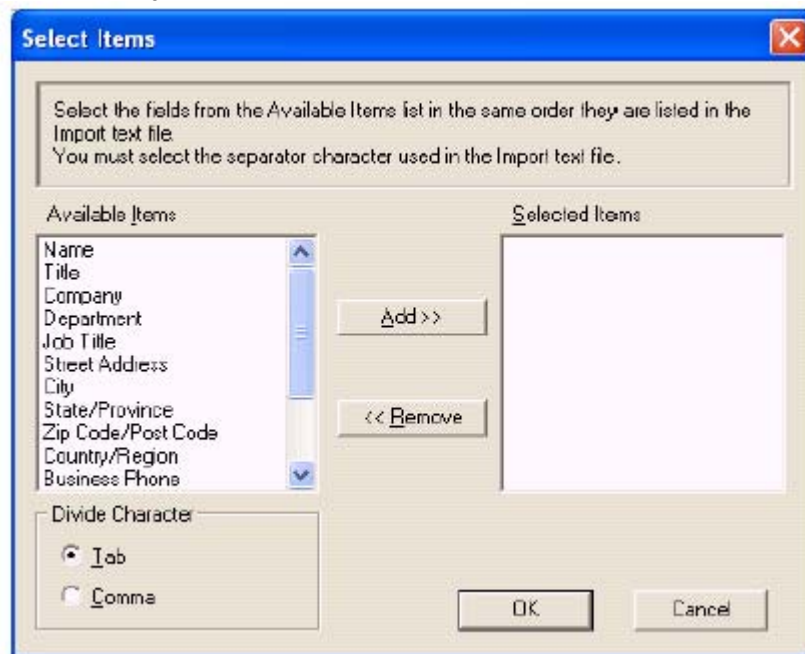 Select Items
Select the fields from the Available Items list in the same order they are listed in the
Import text file.
You must select the separator character used in the Import text file.
Available Items
Selected Items
Name
Title
Company
Department
Job Title
Street Address
City
State/Province
Zip Code/Post Code
Country/Region
Business Phone
Add >>
<< Remove
Divide Character
Tab
Comma
OK
Cancel